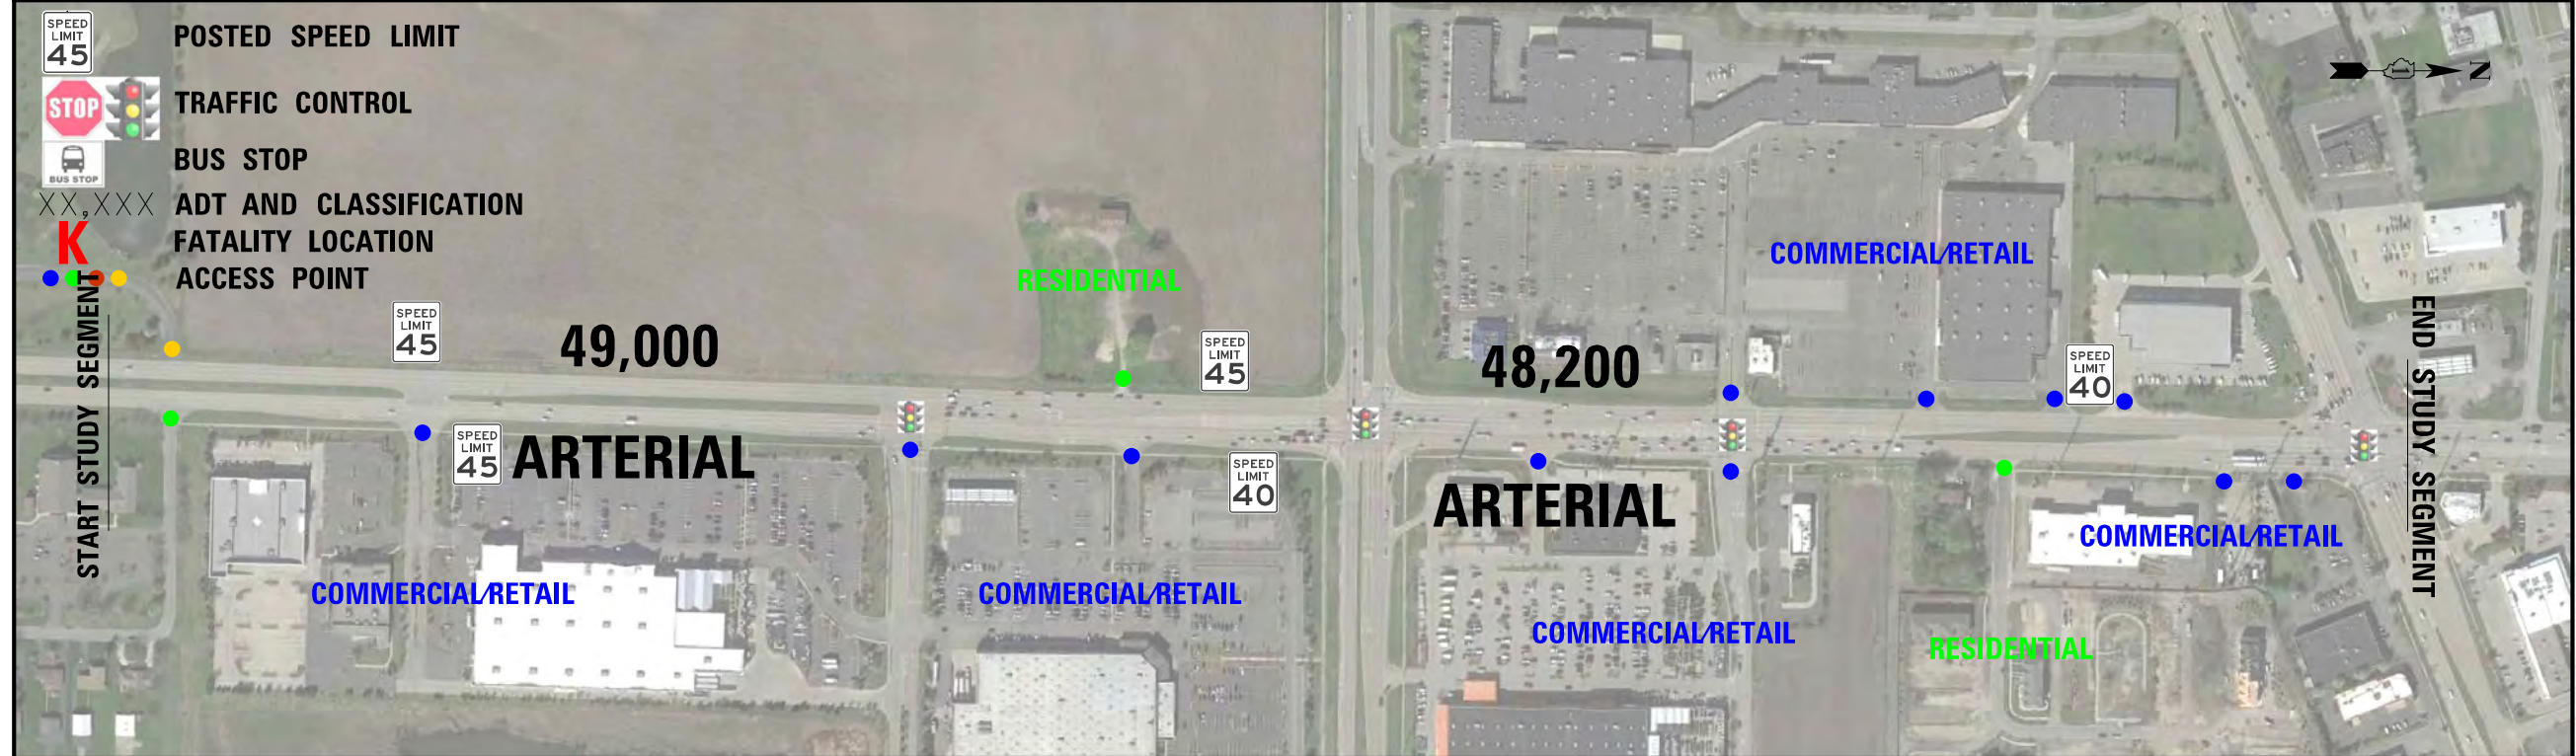 SPEED
LIMIT
45
POSTED SPEED LIMIT
STOP
TRAFFIC CONTROL
BUS STOP
BUS STOP
XX,XXX ADT AND CLASSIFICATION
K FATALITY LOCATION
ACCESS POINT
START STUDY SEGMENT
SPEED
LIMIT
45
49,000
SPEED
LIMIT
45
ARTERIAL
COMMERCIAL/RETAIL
RESIDENTIAL
SPEED
LIMIT
45
SPEED
LIMIT
40
COMMERCIAL/RETAIL
48,200
ARTERIAL
COMMERCIAL/RETAIL
COMMERCIAL/RETAIL
SPEED
LIMIT
40
COMMERCIAL/RETAIL
RESIDENTIAL
N
END STUDY SEGMENT